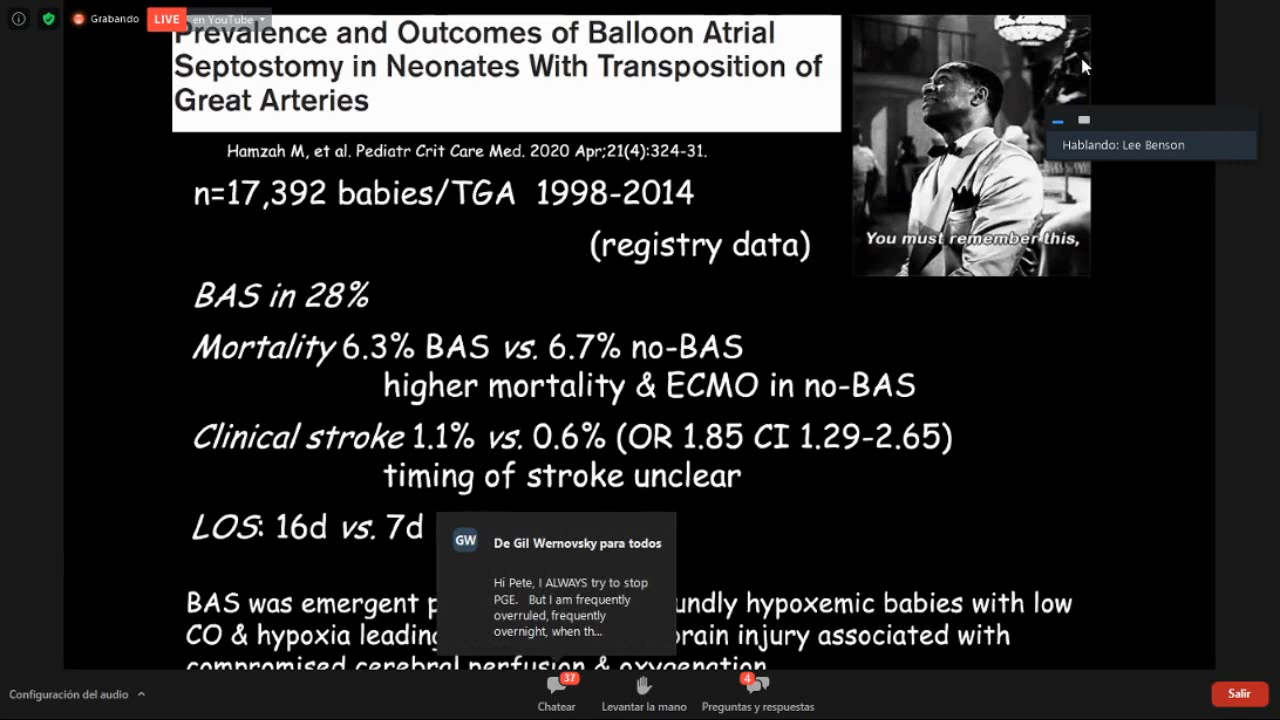 Grabando
LIVE
en YouTube
Prevalence and Outcomes of Balloon Atrial
Septostomy in Neonates With Transposition of
Great Arteries
Hamzah M, et al. Pediatr Crit Care Med. 2020 Apr;21(4):324-31.
You must remember this,
Hablando: Lee Benson
n=17,392 babies/TGA 1998-2014
(registry data)
BAS in 28%
Mortality 6.3% BAS vs. 6.7% no-BAS
higher mortality & ECMO in no-BAS
Clinical stroke 1.1% vs. 0.6% (OR 1.85 CI 1.29-2.65)
timing of stroke unclear
LOS: 16d vs. 7d
GW
De Gil Wernovsky para todos
Hi Pete, I ALWAYS try to stop
PGE. But I am frequently
overruled, frequently
overnight, when th...
BAS was emergent hypoxemic babies with low
CO & hypoxia leading brain injury associated with
compromised cerebral perfusion & oxygenation
Configuración del audio
37
Chatear
Levantar la mano
4
Preguntas y respuestas
Salir